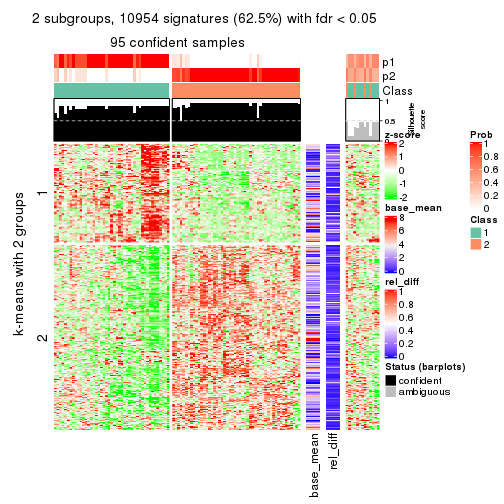 2 subgroups, 10954 signatures (62.5%) with fdr < 0.05
95 confident samples
p1
p2
Class
1
0.5
0
Silhouette
score
k-means with 2 groups
1
2
base_mean
rel_diff
z-score
2
1
0
-1
-2
base_mean
8
6
4
2
0
rel_diff
1
0.8
0.6
0.4
0.2
0
Status (barplots)
confident
ambiguous
Prob
1
0.8
0.6
0.4
0.2
0
Class
1
2